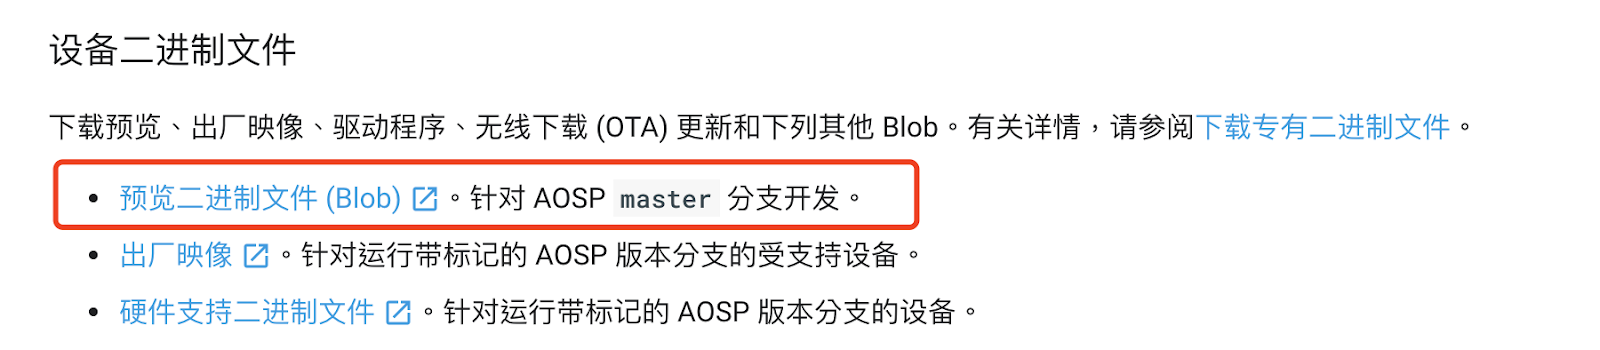 设备二进制文件
下载预览、出厂映像、驱动程序、无线下载 (OTA) 更新和下列其他 Blob。有关详情，请参阅下载专有二进制文件。
• 预览二进制文件 (Blob) 。针对 AOSP master 分支开发。
• 出厂映像 。针对运行带标记的 AOSP 版本分支的受支持设备。
• 硬件支持二进制文件 。针对运行带标记的 AOSP 版本分支的设备。